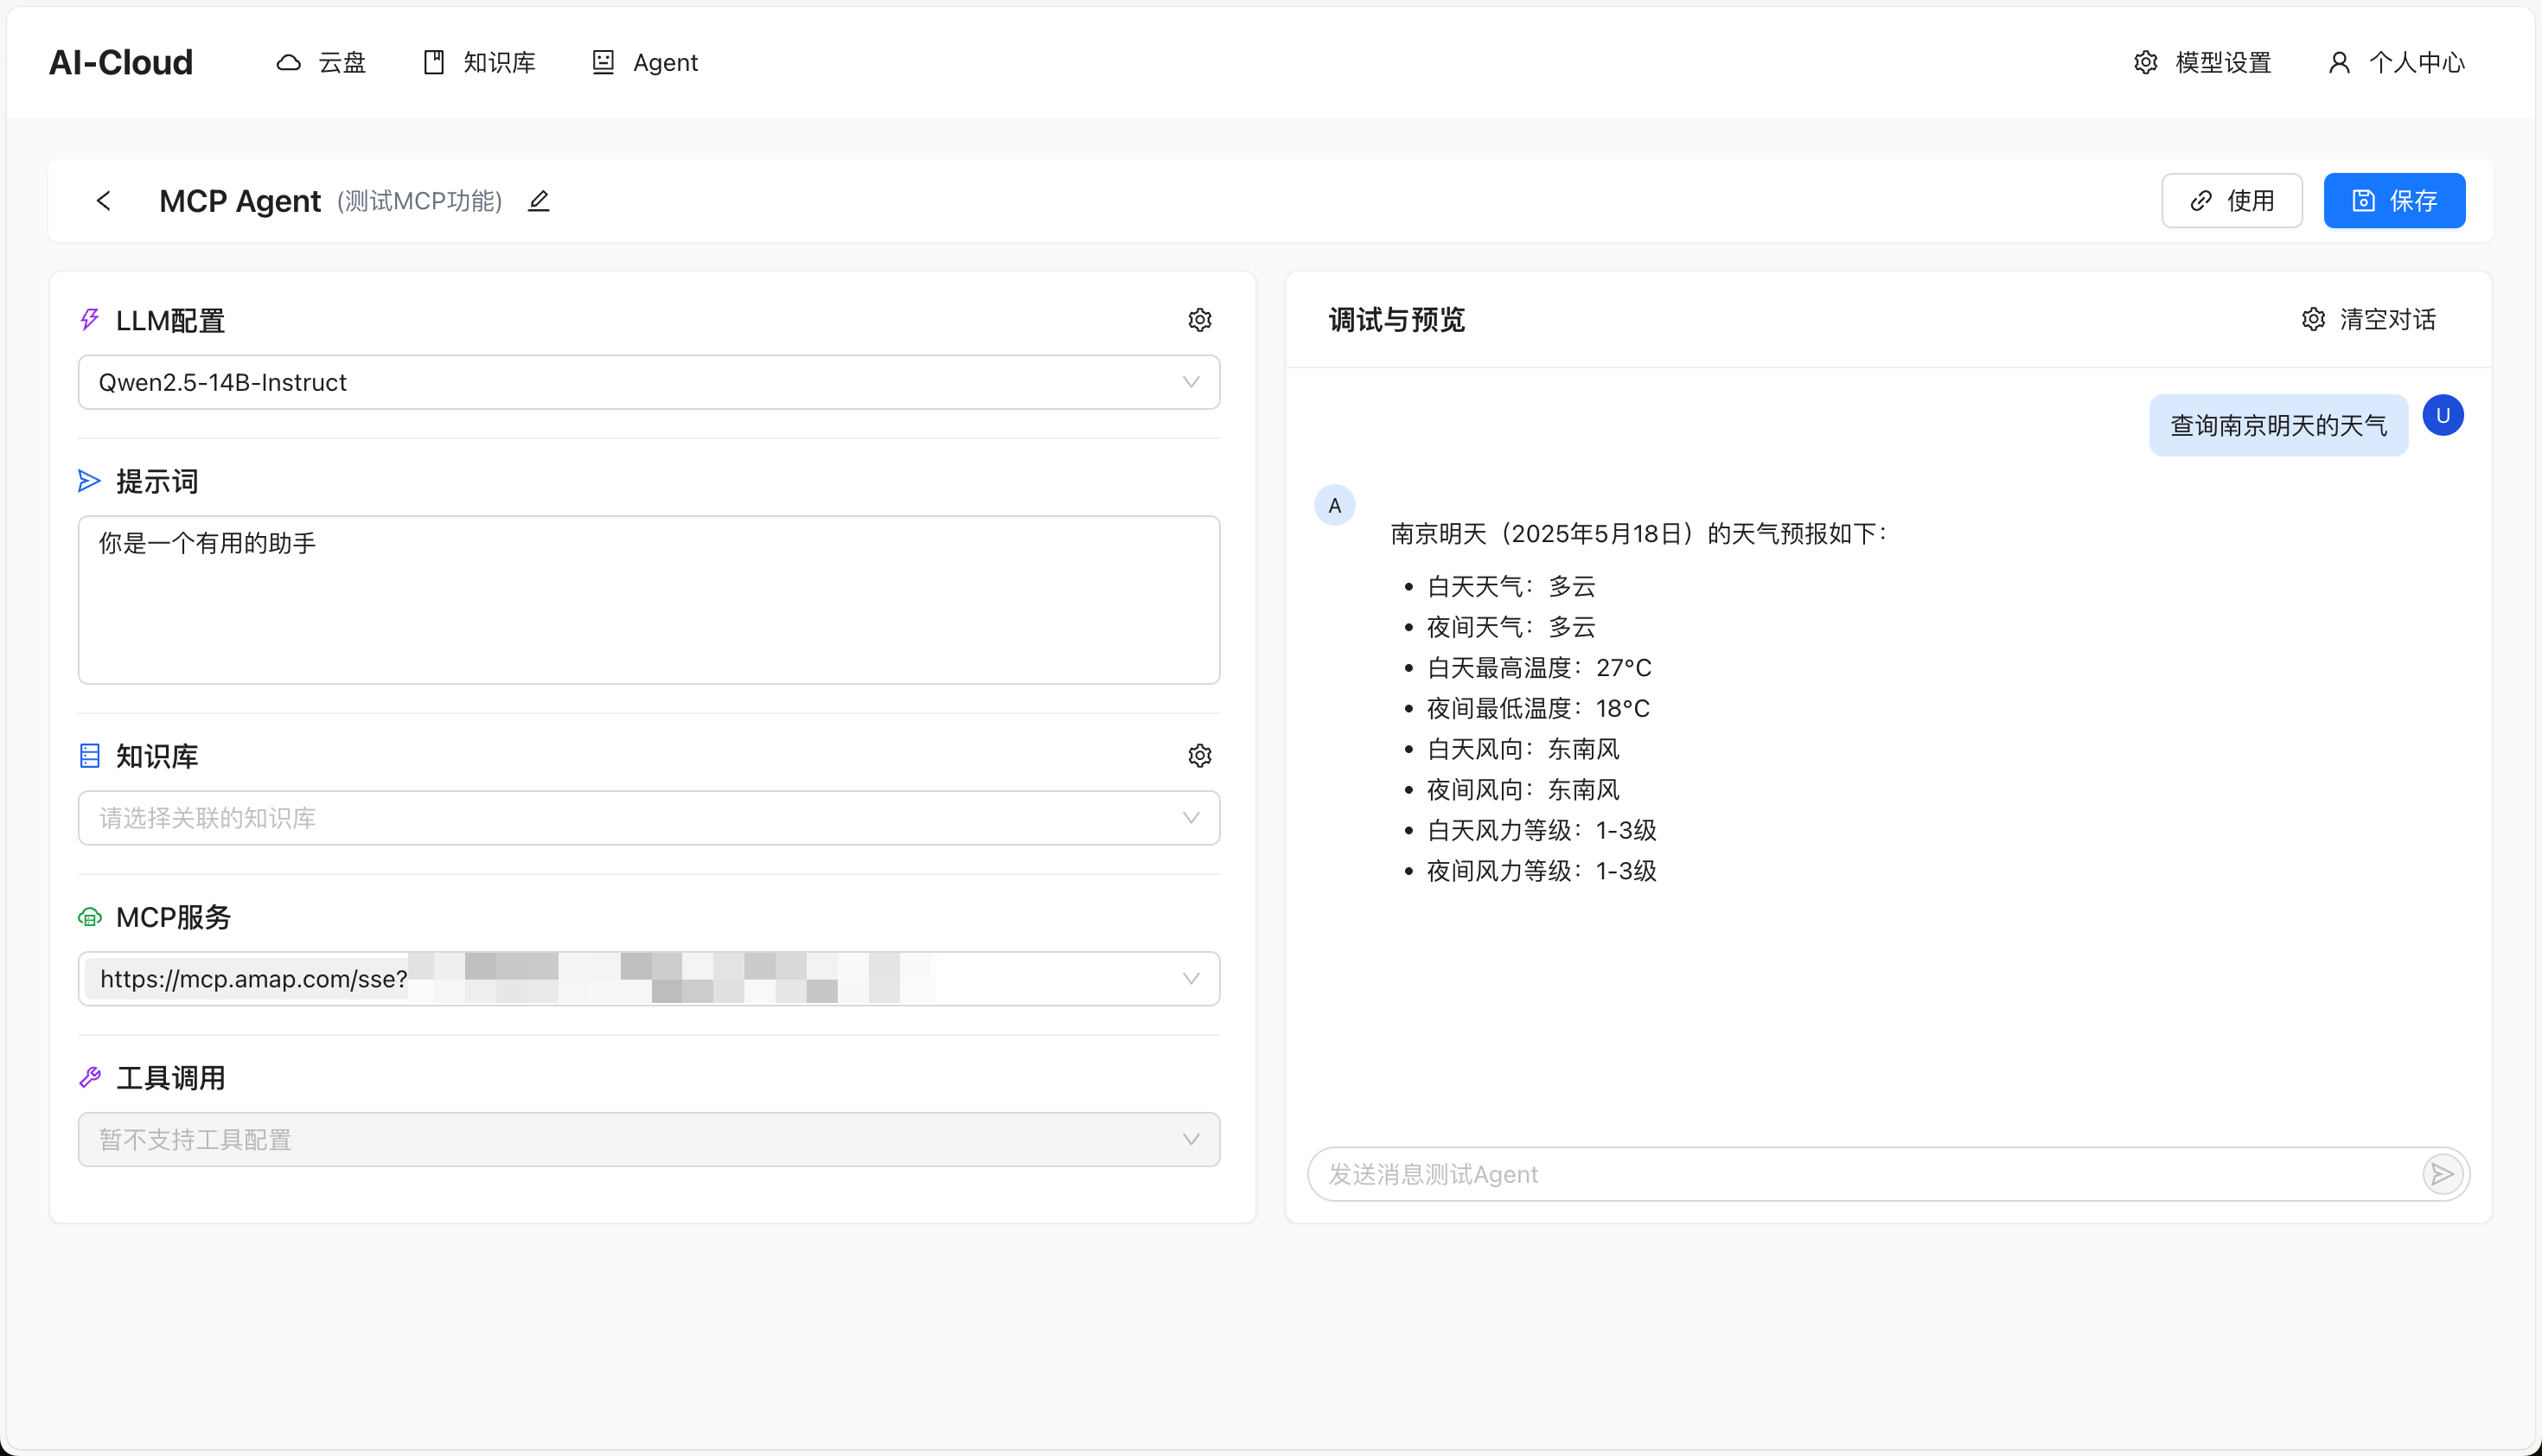 AI-Cloud 云盘 知识库 Agent 模型设置 个人中心
MCP Agent (测试MCP功能) 使用 保存
LLM配置
Qwen2.5-14B-Instruct
提示词
你是一个有用的助手
知识库
请选择关联的知识库
MCP服务
https://mcp.amap.com/sse?
工具调用
暂不支持工具配置
调试与预览 清空对话
查询南京明天的天气 U
A
南京明天（2025年5月18日）的天气预报如下：
• 白天天气：多云
• 夜间天气：多云
• 白天最高温度：27°C
• 夜间最低温度：18°C
• 白天风向：东南风
• 夜间风向：东南风
• 白天风力等级：1-3级
• 夜间风力等级：1-3级
发送消息测试Agent